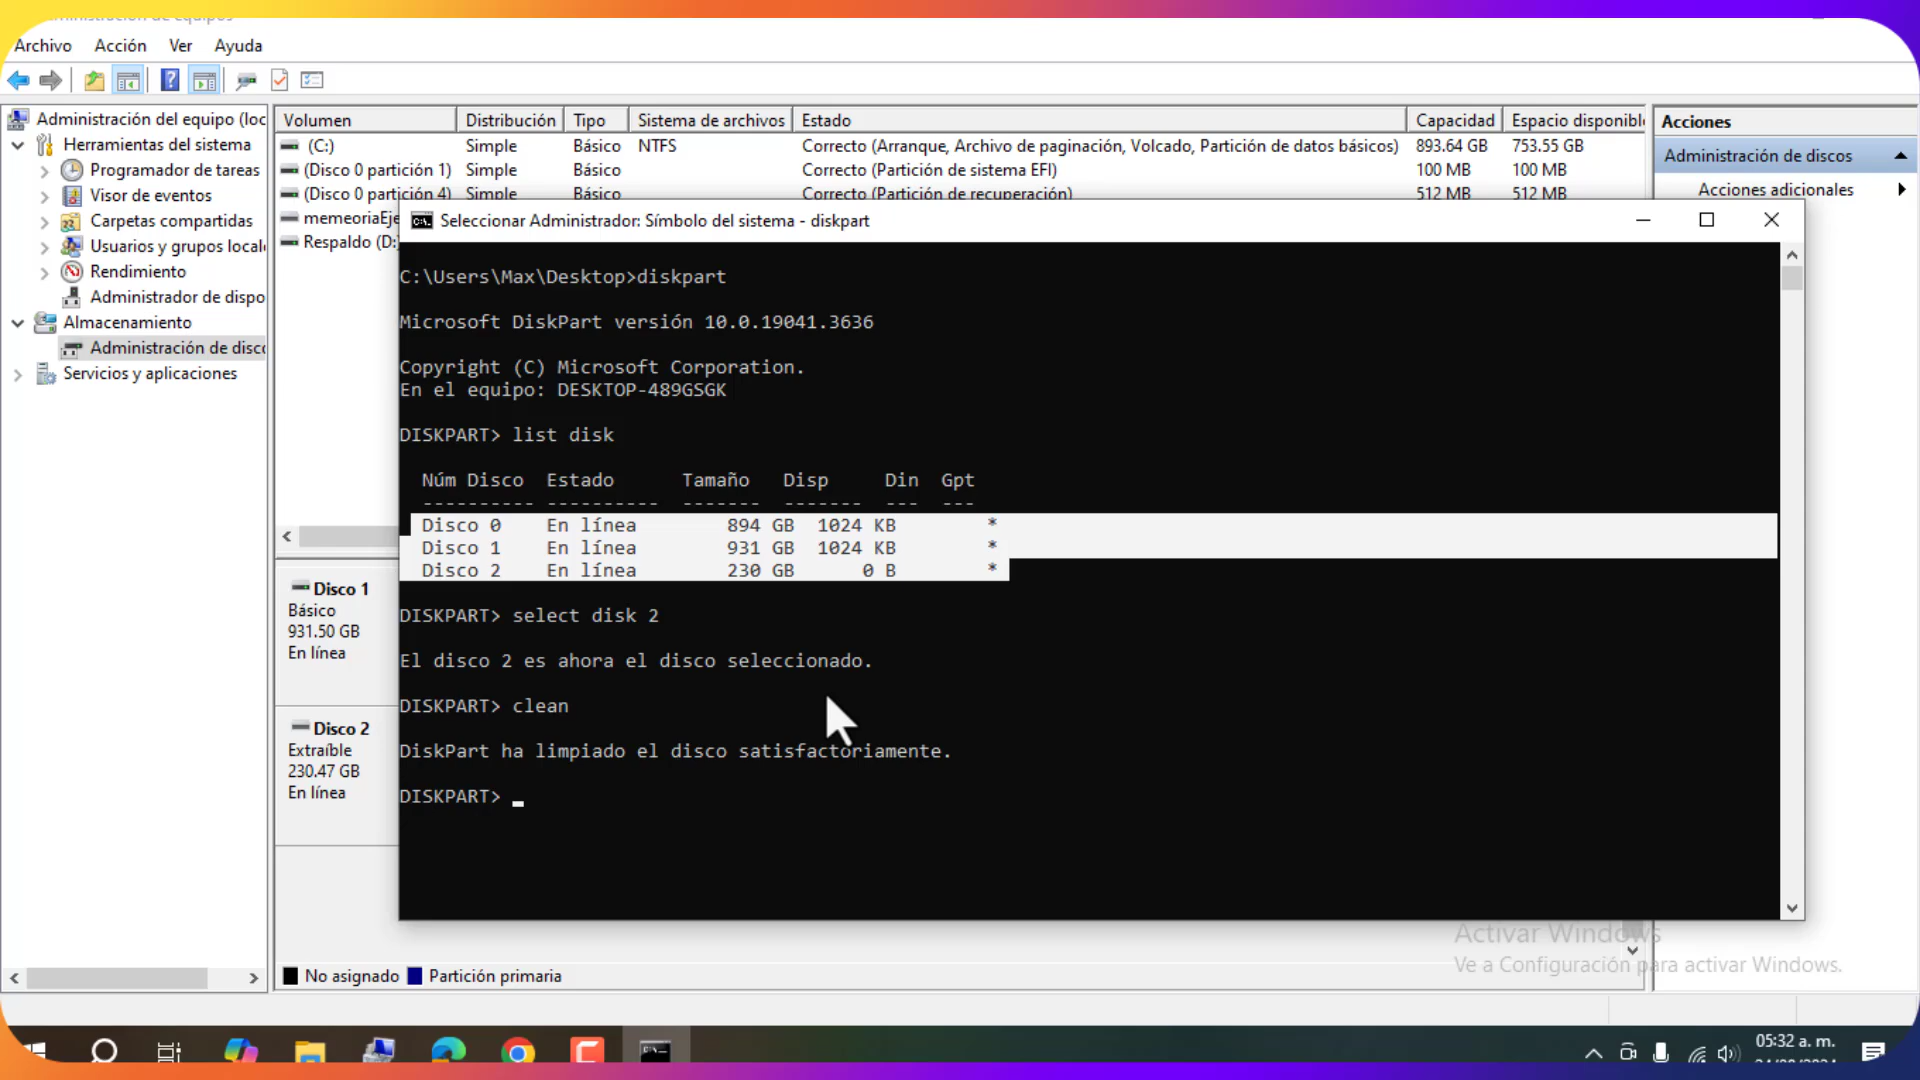 Administración de equipos
Archivo Acción Ver Ayuda
Administración del equipo (loc
Herramientas del sistema
Programador de tareas
Visor de eventos
Carpetas compartidas
Usuarios y grupos locale
Rendimiento
Administrador de dispo
Almacenamiento
Administración de disco
Servicios y aplicaciones
Volumen Distribución Tipo Sistema de archivos Estado Capacidad Espacio disponible
(C:) Simple Básico NTFS Correcto (Arranque, Archivo de paginación, Volcado, Partición de datos básicos) 893.64 GB 753.55 GB
(Disco 0 partición 1) Simple Básico Correcto (Partición de sistema EFI) 100 MB 100 MB
(Disco 0 partición 4) Simple Básico Correcto (Partición de recuperación) 512 MB 512 MB
memeoriaEje
Respaldo (D:)
Acciones
Administración de discos
Acciones adicionales
Seleccionar Administrador: Símbolo del sistema - diskpart
C:\Users\Max\Desktop>diskpart
Microsoft DiskPart versión 10.0.19041.3636
Copyright (C) Microsoft Corporation.
En el equipo: DESKTOP-489GSGK
DISKPART> list disk
Núm Disco Estado Tamaño Disp Din Gpt
---------- ---------- ------- ------- --- ---
Disco 0 En línea 894 GB 1024 KB *
Disco 1 En línea 931 GB 1024 KB *
Disco 2 En línea 230 GB 0 B *
DISKPART> select disk 2
El disco 2 es ahora el disco seleccionado.
DISKPART> clean
DiskPart ha limpiado el disco satisfactoriamente.
DISKPART>
Disco 1
Básico
931.50 GB
En línea
Disco 2
Extraíble
230.47 GB
En línea
No asignado Partición primaria
Activar Windows
Ve a Configuración para activar Windows.
05:32 a. m.